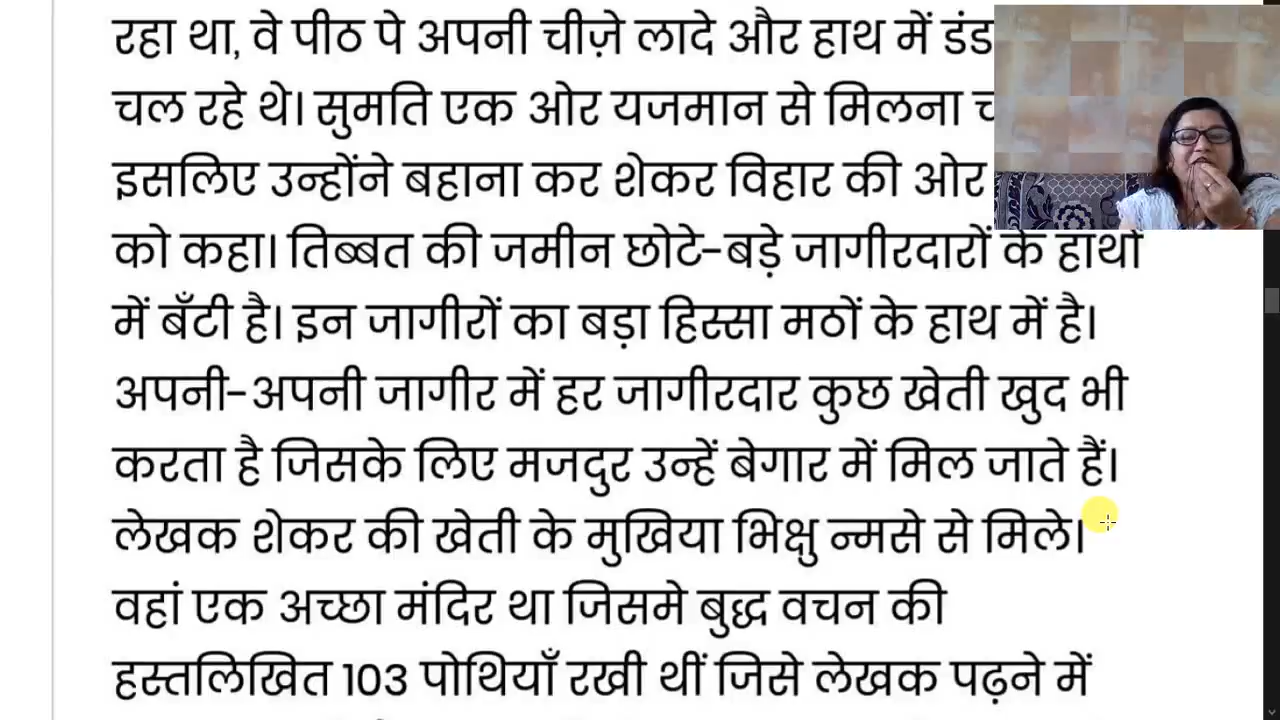 रहा था, वे पीठ पे अपनी चीज़े लादे और हाथ में
चल रहे थे। सुमति एक ओर यजमान से मिलना
इसलिए उन्होंने बहाना कर शेकर विहार की ओर
को कहा। तिब्बत की जमीन छोटे-बड़े जागीरदारों के हाथों
में बँटी है। इन जागीरों का बड़ा हिस्सा मठों के हाथ में है।
अपनी-अपनी जागीर में हर जागीरदार कुछ खेती खुद भी
करता है जिसके लिए मजदुर उन्हें बेगार में मिल जाते हैं।
लेखक शेकर की खेती के मुखिया भिक्षु न्मसे से मिले।
वहां एक अच्छा मंदिर था जिसमे बुद्ध वचन की
हस्तलिखित 103 पोथियाँ रखी थीं जिसे लेखक पढ़ने में